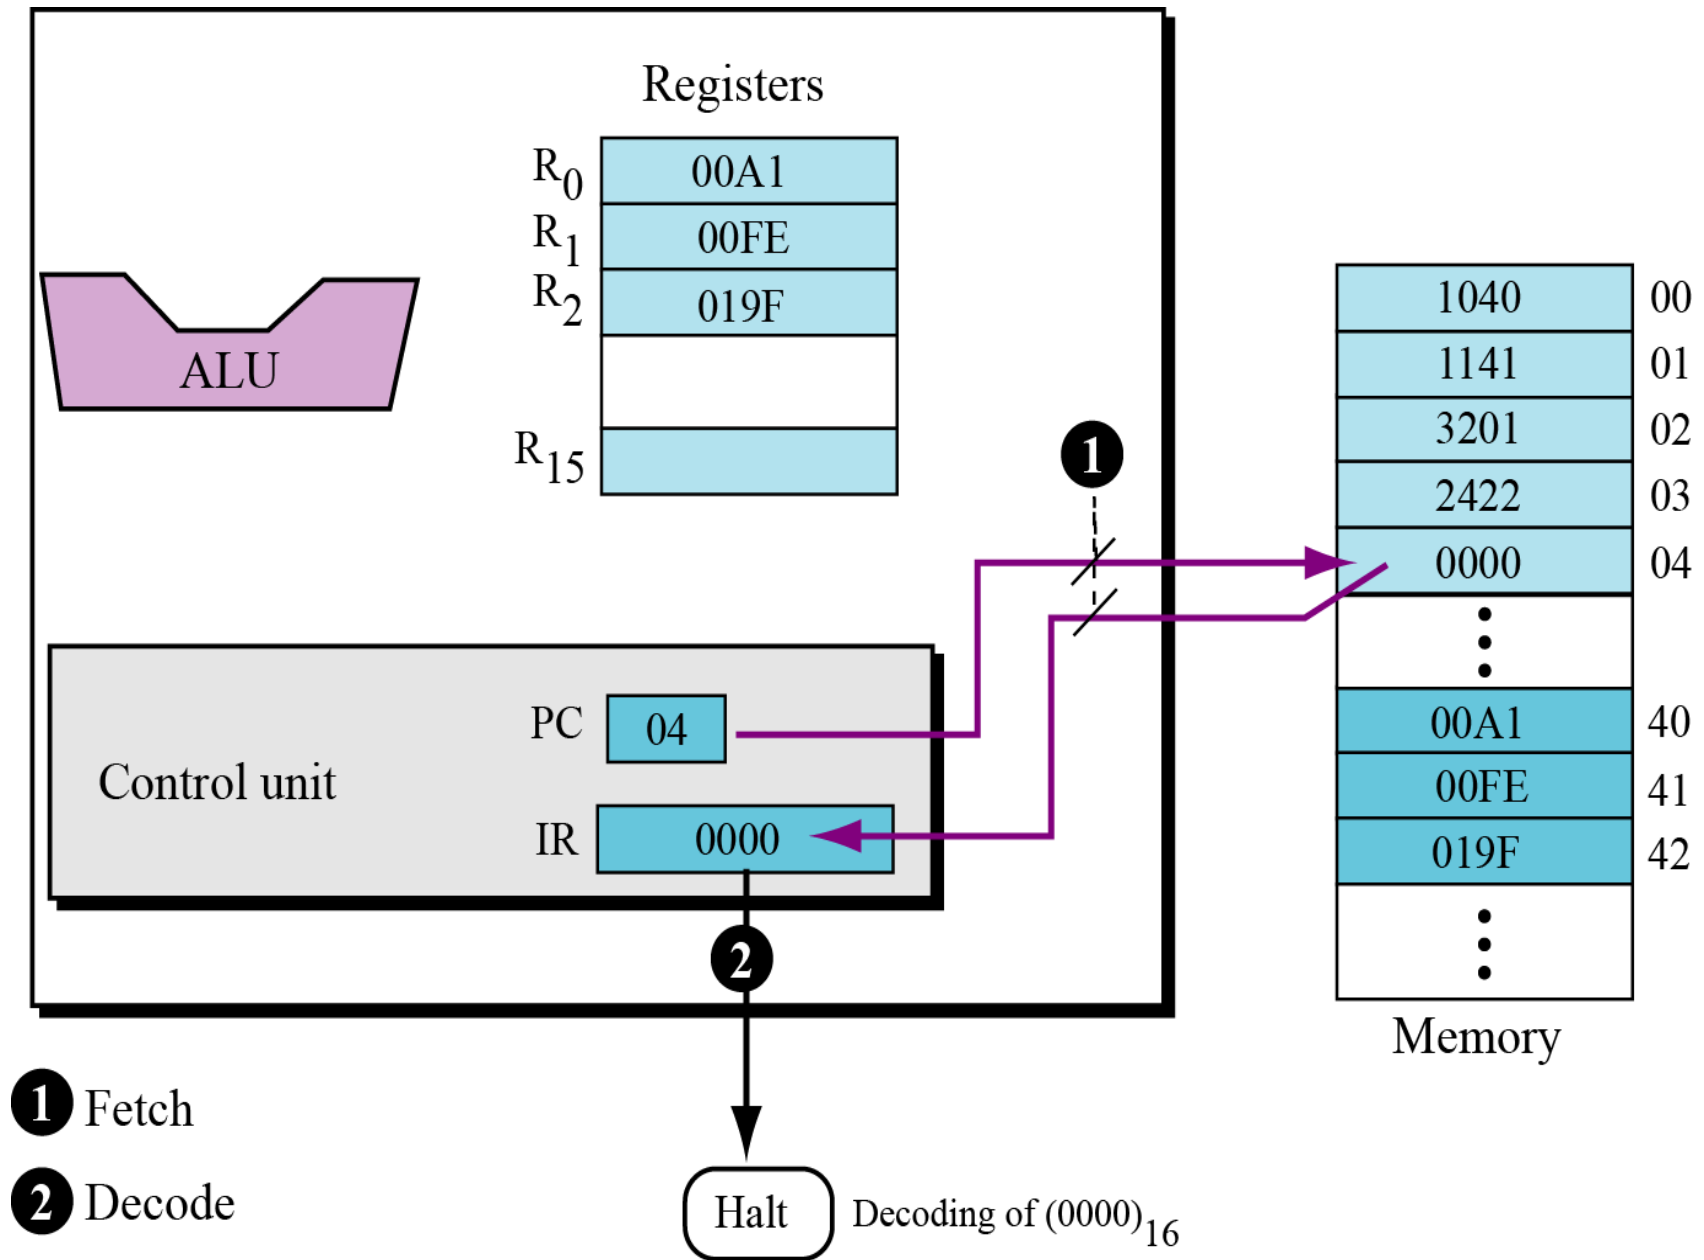 Registers
R0 00A1
R1 00FE
R2 019F
R15
ALU
1
1040 00
1141 01
3201 02
2422 03
0000 04
00A1 40
00FE 41
019F 42
Memory
PC 04
Control unit
IR 0000
2
1 Fetch
2 Decode
Halt Decoding of (0000)16